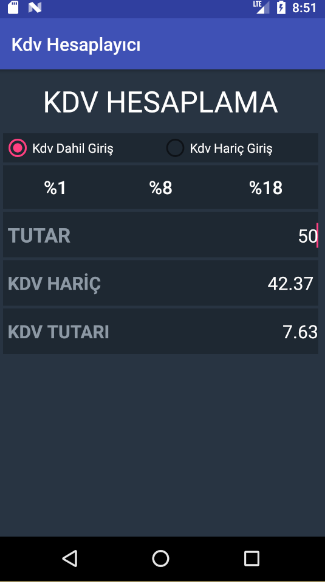 LTE 8:51
Kdv Hesaplayıcı
KDV HESAPLAMA
Kdv Dahil Giriş Kdv Hariç Giriş
%1 %8 %18
TUTAR 50
KDV HARİÇ 42.37
KDV TUTARI 7.63